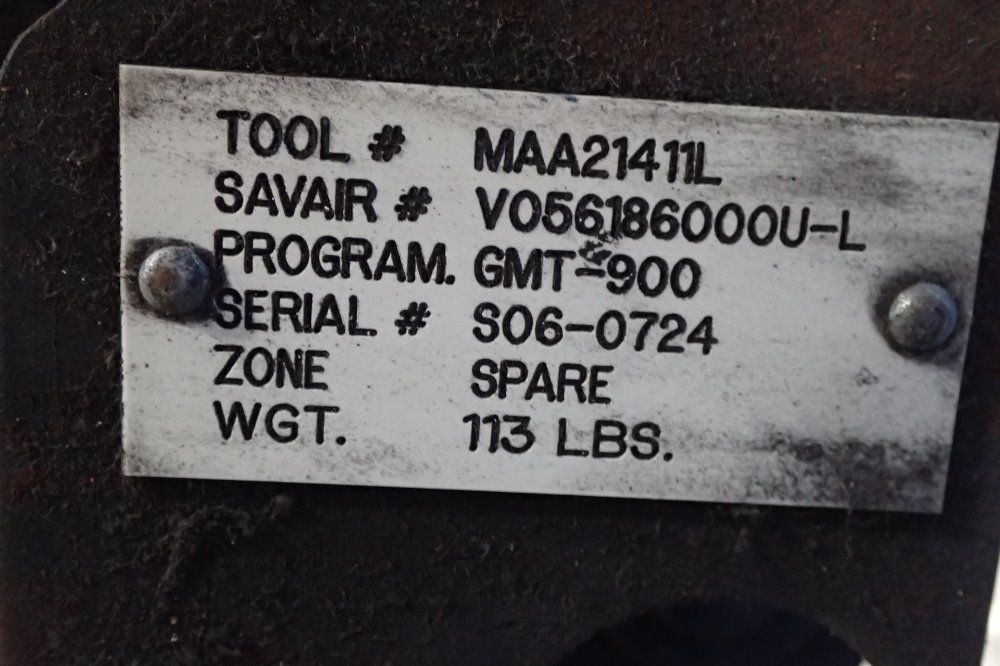 TOOL # MAA21411L
SAVAIR # V056186000U-L
PROGRAM. GMT-900
SERIAL # S06-0724
ZONE SPARE
WGT. 113 LBS.